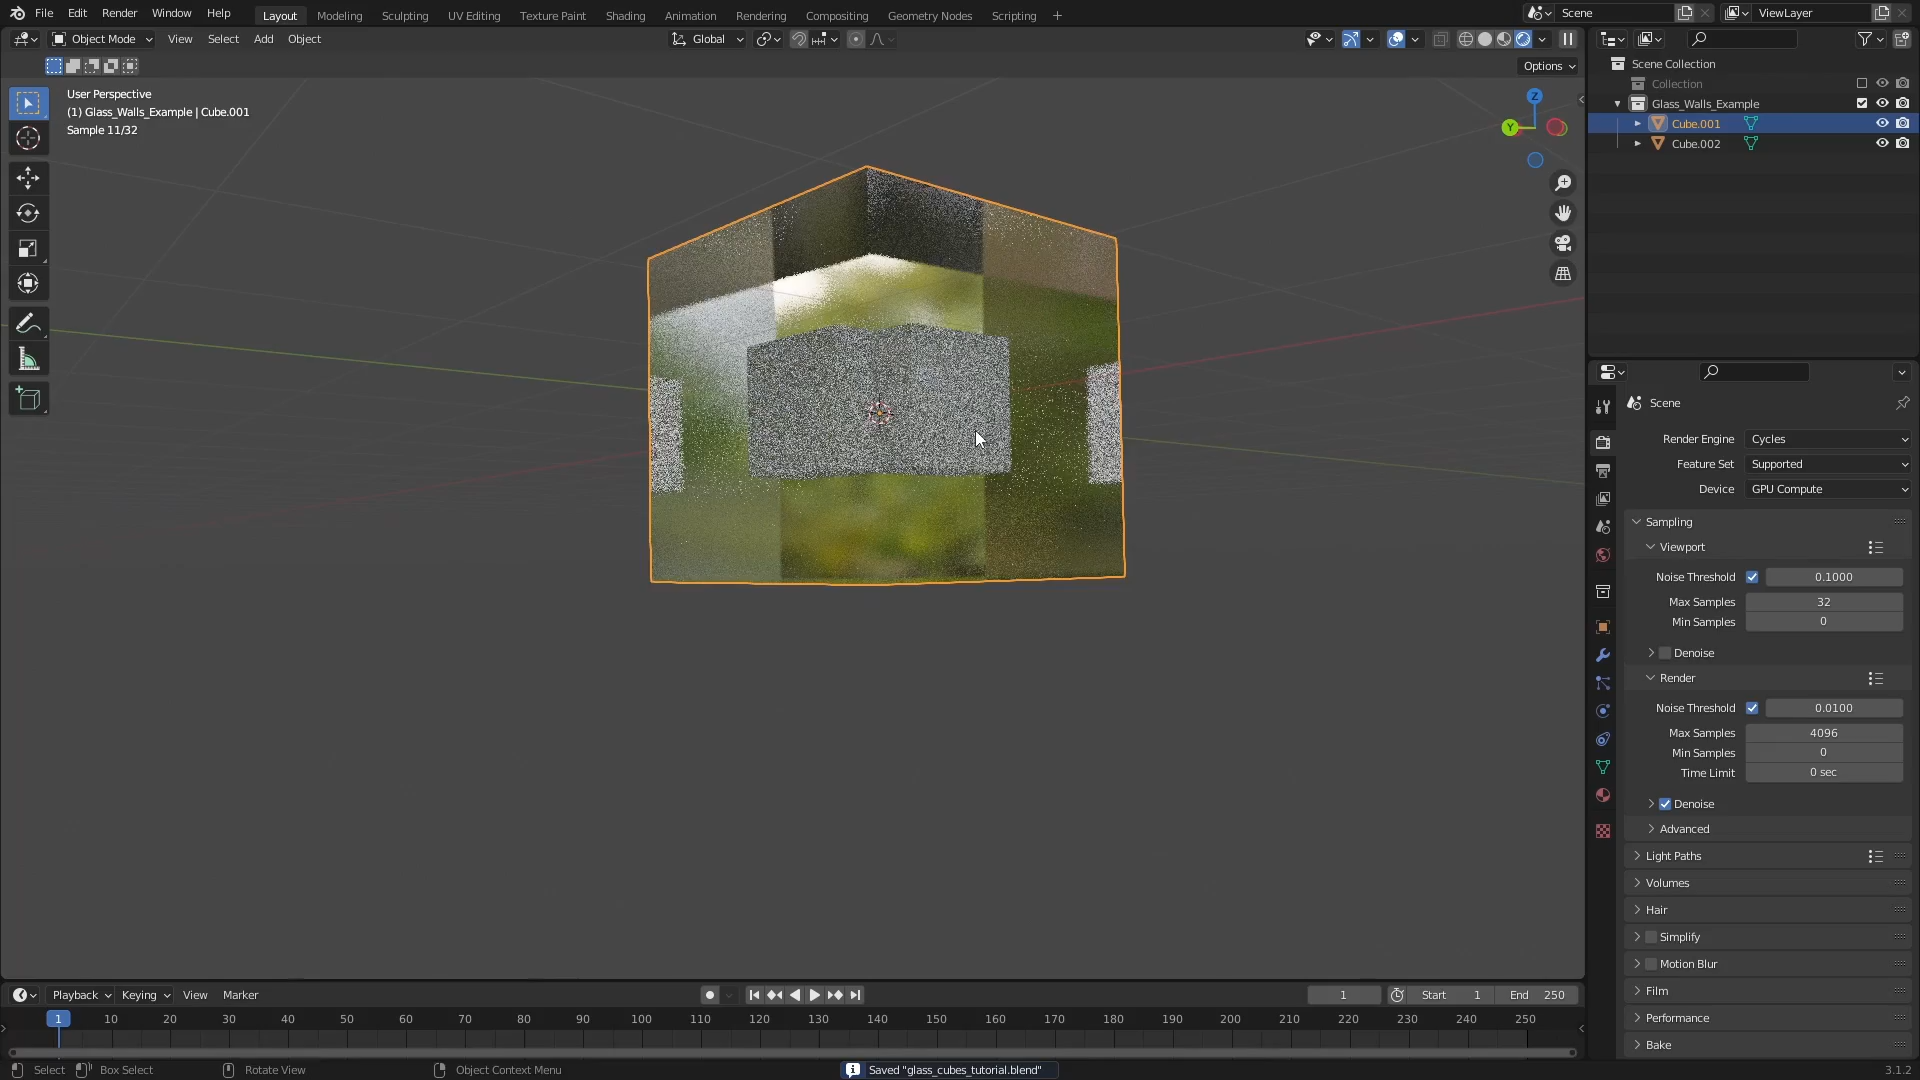 File Edit Render Window Help Layout Modeling Sculpting UV Editing Texture Paint Shading Animation Rendering Compositing Geometry Nodes Scripting + Scene ViewLayer
Object Mode View Select Add Object Global
Options
User Perspective
(1) Glass_Walls_Example | Cube.001
Sample 11/32
Z
Y
Scene Collection
Collection
Glass_Walls_Example
Cube.001
Cube.002
Scene
Render Engine Cycles
Feature Set Supported
Device GPU Compute
Sampling
Viewport
Noise Threshold 0.1000
Max Samples 32
Min Samples 0
Denoise
Render
Noise Threshold 0.0100
Max Samples 4096
Min Samples 0
Time Limit 0 sec
Denoise
Advanced
Light Paths
Volumes
Hair
Simplify
Motion Blur
Film
Performance
Bake
Playback Keying View Marker 1 Start 1 End 250
1 10 20 30 40 50 60 70 80 90 100 110 120 130 140 150 160 170 180 190 200 210 220 230 240 250
Select Box Select Rotate View Object Context Menu Saved "glass_cubes_tutorial.blend" 3.1.2